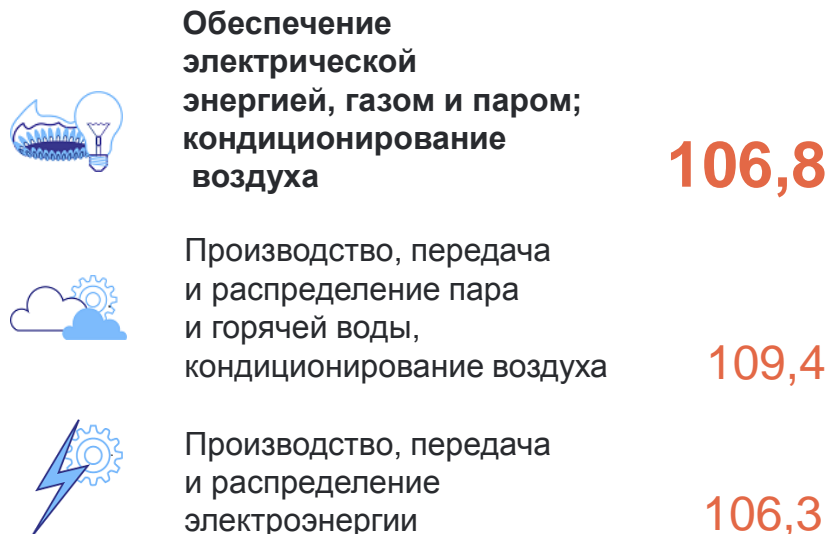 Обеспечение
электрической
энергией, газом и паром;
кондиционирование
воздуха
106,8
Производство, передача
и распределение пара
и горячей воды,
кондиционирование воздуха
109,4
Производство, передача
и распределение
электроэнергии
106,3